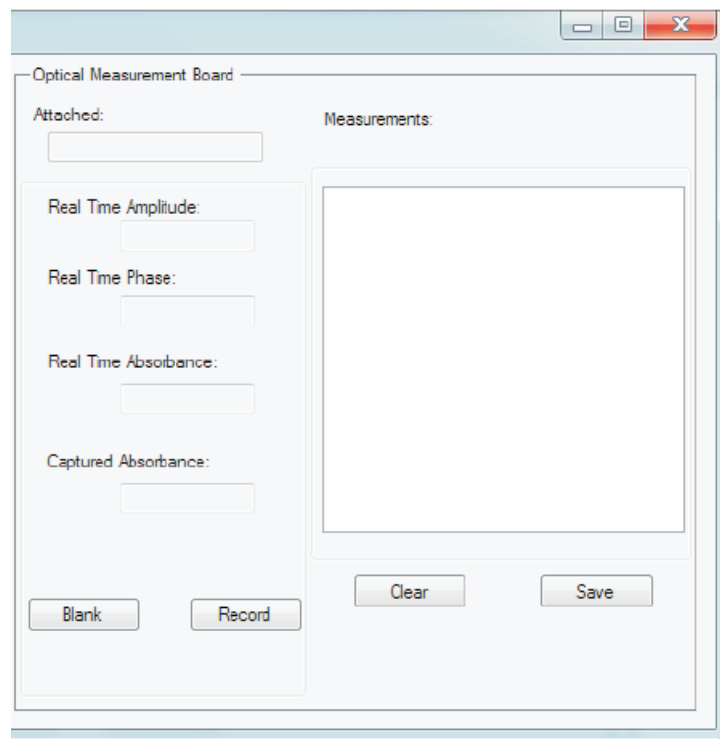 Optical Measurement Board
Attached:
Measurements:
Real Time Amplitude:
Real Time Phase:
Real Time Absorbance:
Captured Absorbance:
Blank
Record
Clear
Save